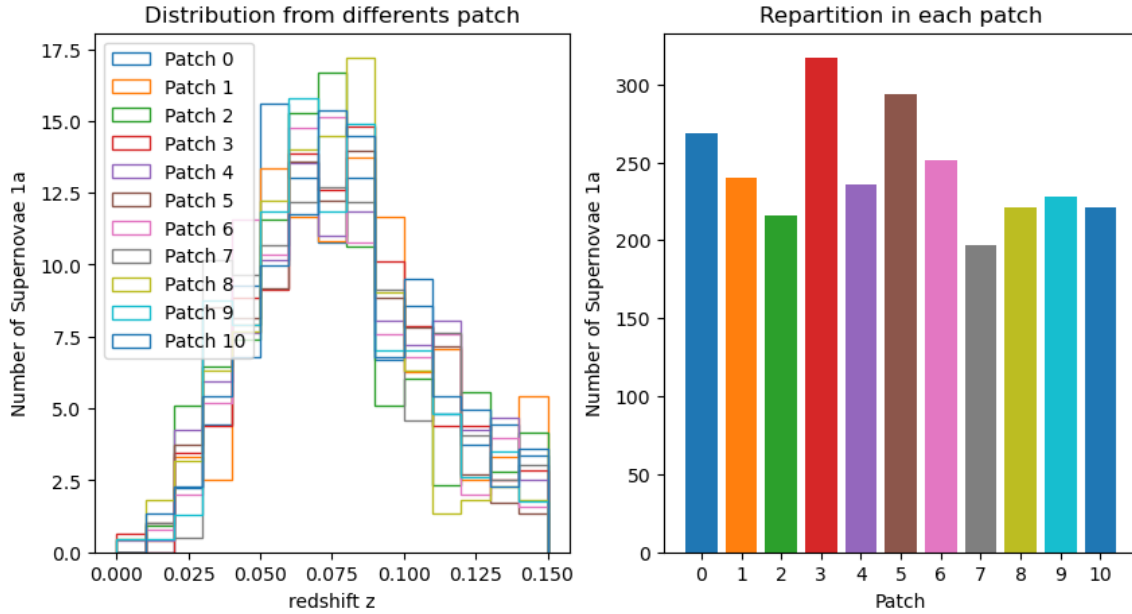 Distribution from differents patch
Number of Supernovae 1a
17.5
15.0
12.5
10.0
7.5
5.0
2.5
0.0
Patch 0
Patch 1
Patch 2
Patch 3
Patch 4
Patch 5
Patch 6
Patch 7
Patch 8
Patch 9
Patch 10
0.000 0.025 0.050 0.075 0.100 0.125 0.150
redshift z
Repartition in each patch
Number of Supernovae 1a
300
250
200
150
100
50
0
0 1 2 3 4 5 6 7 8 9 10
Patch